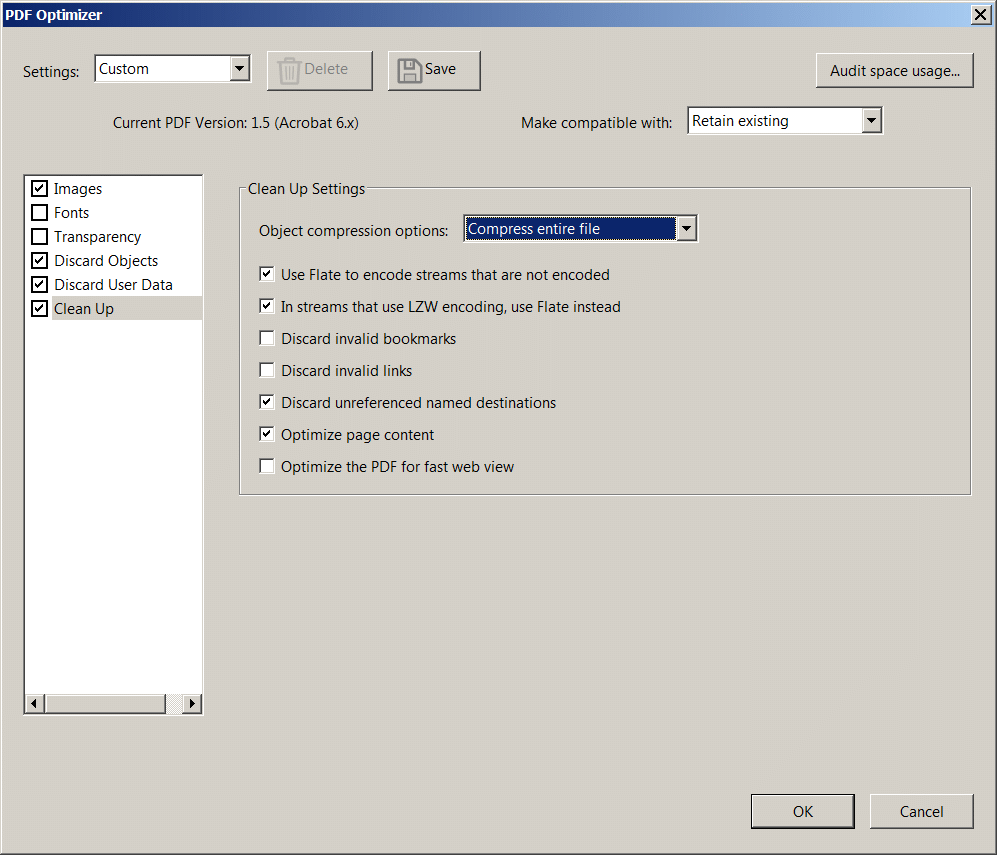 PDF Optimizer
Settings: Custom Delete Save Audit space usage...
Current PDF Version: 1.5 (Acrobat 6.x) Make compatible with: Retain existing
Images
Fonts
Transparency
Discard Objects
Discard User Data
Clean Up
Clean Up Settings
Object compression options: Compress entire file
Use Flate to encode streams that are not encoded
In streams that use LZW encoding, use Flate instead
Discard invalid bookmarks
Discard invalid links
Discard unreferenced named destinations
Optimize page content
Optimize the PDF for fast web view
OK Cancel